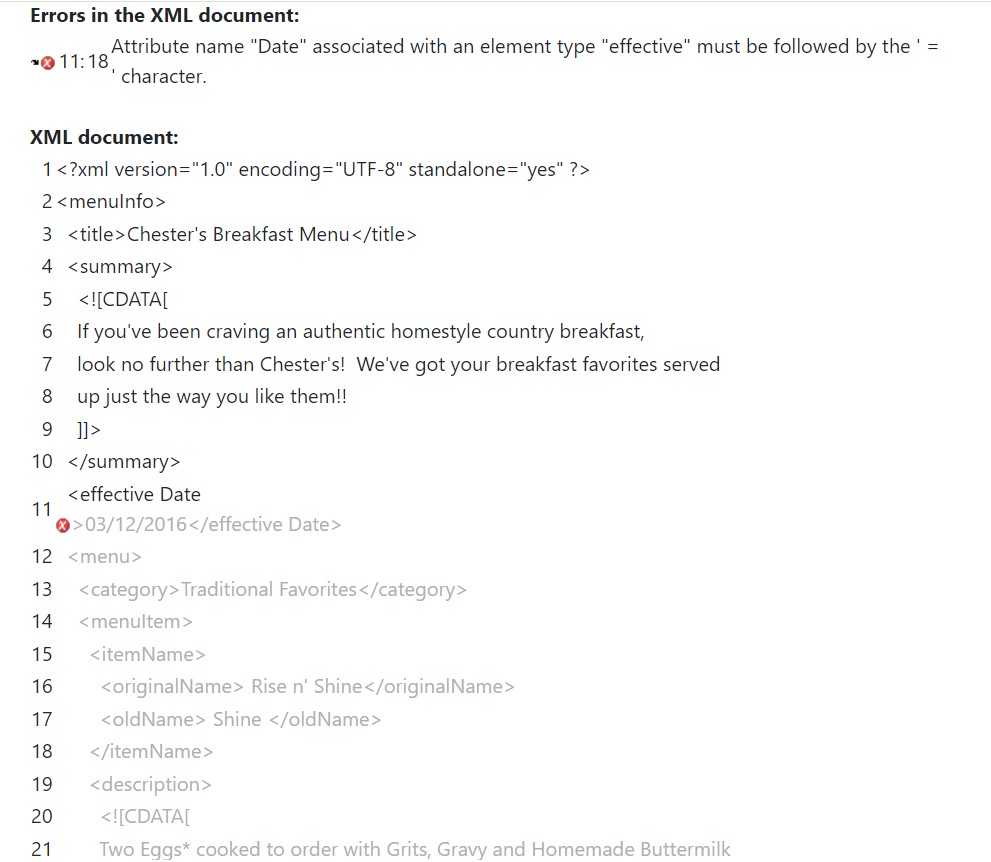 Errors in the XML document:
11: 18 Attribute name "Date" associated with an element type "effective" must be followed by the ' =
' character.
XML document:
1 <?xml version="1.0" encoding="UTF-8" standalone="yes" ?>
2 <menuInfo>
3 <title>Chester's Breakfast Menu</title>
4 <summary>
5 <![CDATA[
6 If you've been craving an authentic homestyle country breakfast,
7 look no further than Chester's!  We've got your breakfast favorites served
8 up just the way you like them!!
9 ]]>
10 </summary>
11 <effective Date
>03/12/2016</effective Date>
12 <menu>
13 <category>Traditional Favorites</category>
14 <menuItem>
15 <itemName>
16 <originalName> Rise n' Shine</originalName>
17 <oldName> Shine </oldName>
18 </itemName>
19 <description>
20 <![CDATA[
21 Two Eggs* cooked to order with Grits, Gravy and Homemade Buttermilk